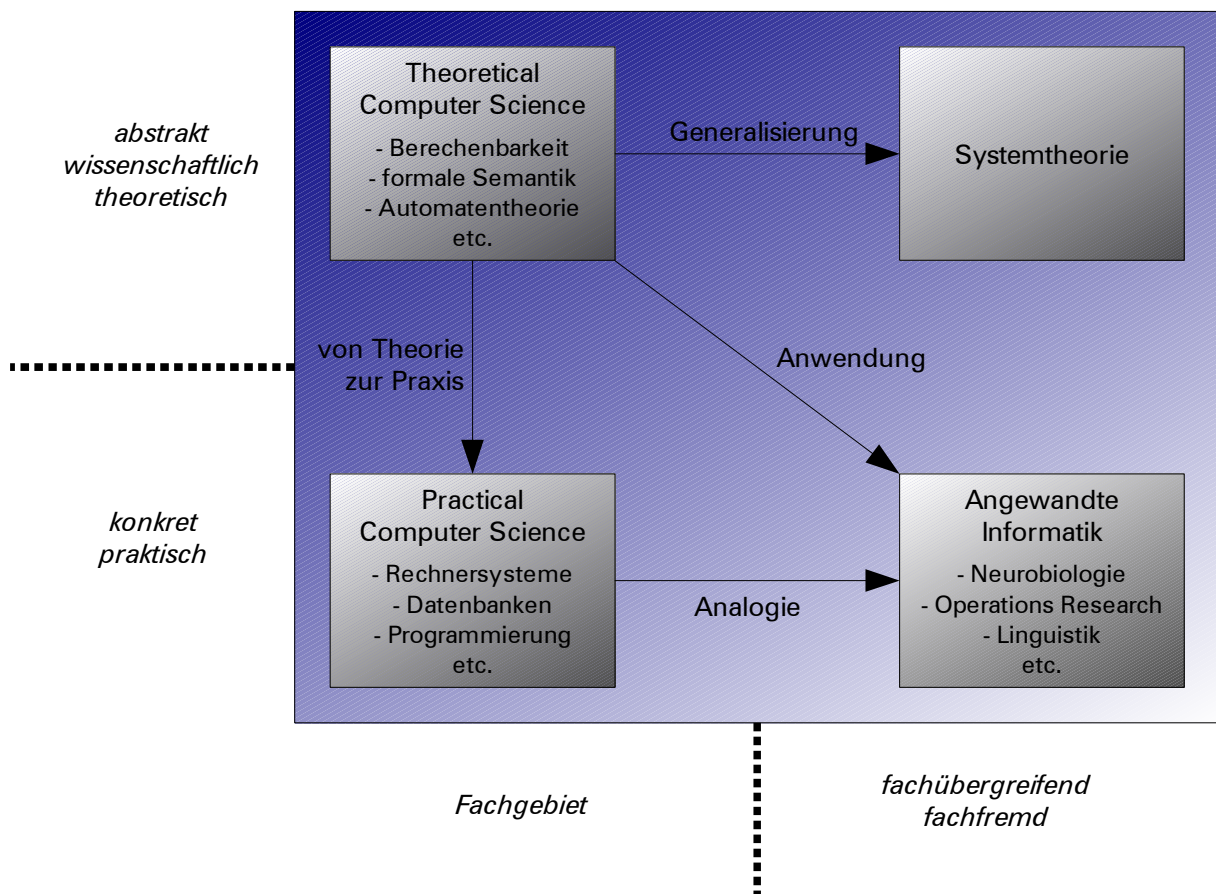 Theoretical
Computer Science
- Berechenbarkeit
- formale Semantik
- Automatentheorie
etc.
Generalisierung
Systemtheorie
abstrakt
wissenschaftlich
theoretisch
von Theorie
zur Praxis
Anwendung
konkret
praktisch
Practical
Computer Science
- Rechnersysteme
- Datenbanken
- Programmierung
etc.
Analogie
Angewandte
Informatik
- Neurobiologie
- Operations Research
- Linguistik
etc.
Fachgebiet
fachübergreifend
fachfremd